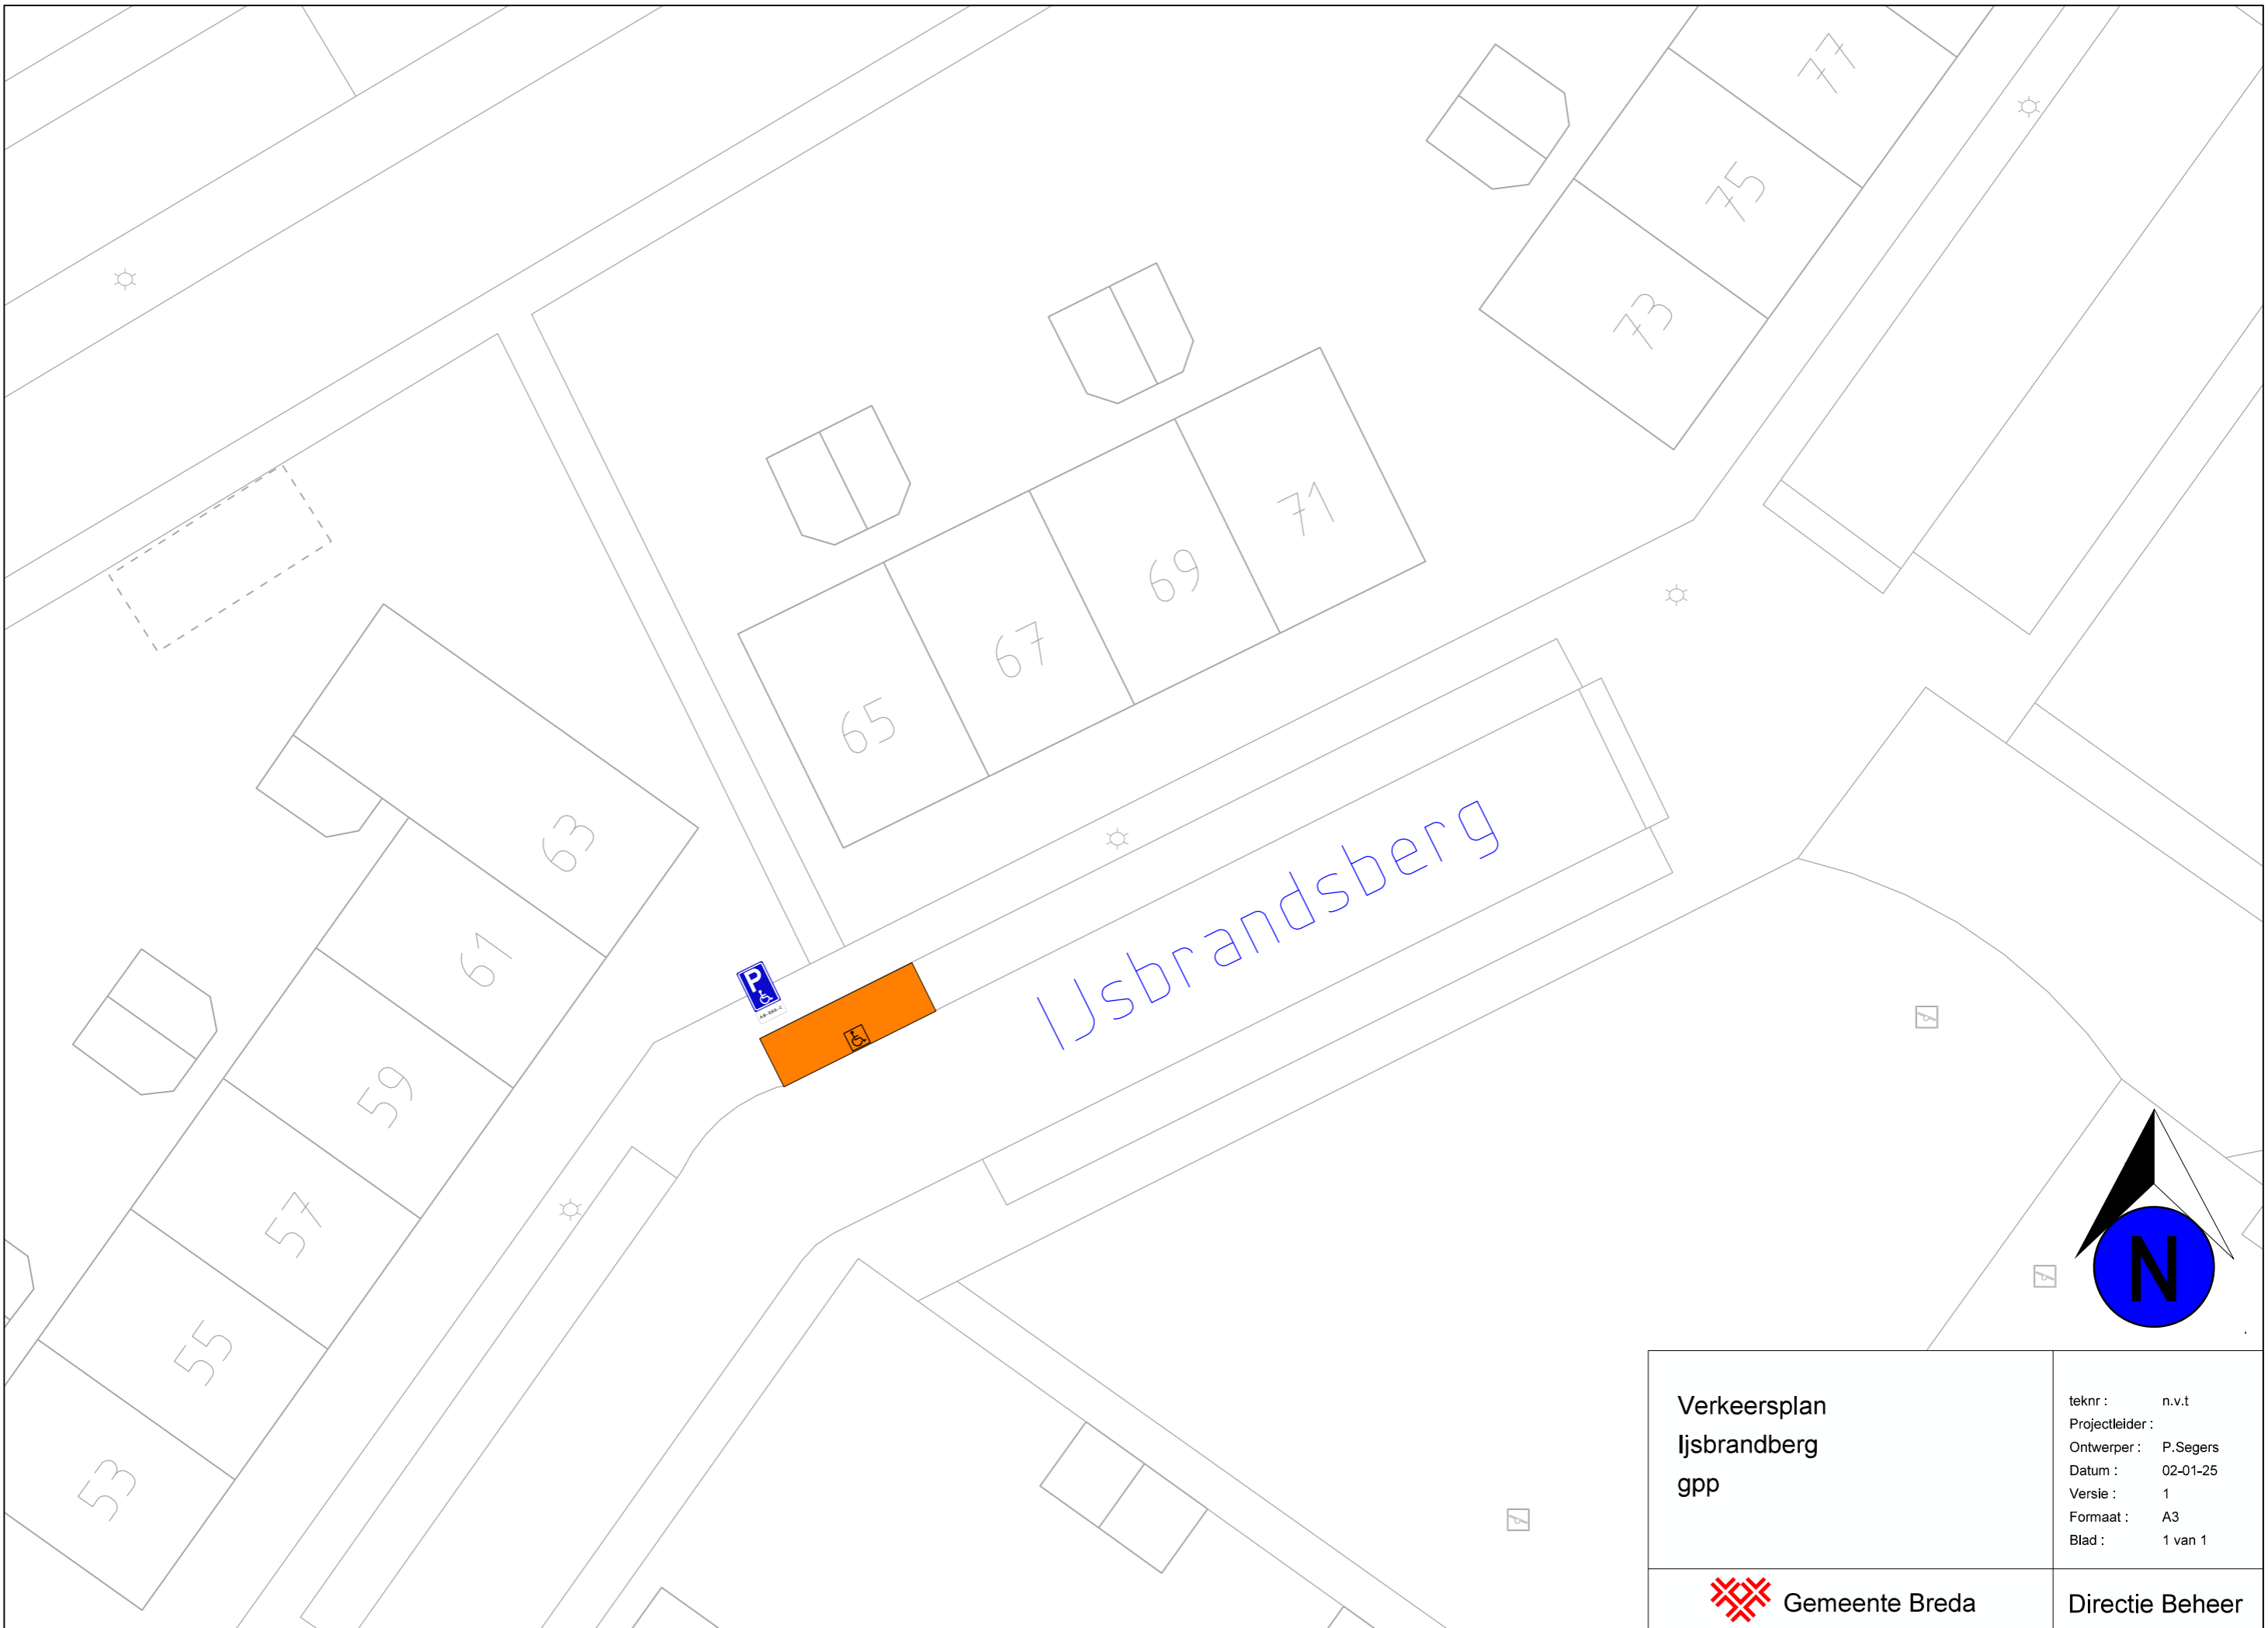 77
75
73
71
69
67
65
63
61
59
57
55
53
IJsbrandsberg
P
N
Verkeersplan
Ijsbrandberg
gpp
teknr : n.v.t
Projectleider :
Ontwerper : P.Segers
Datum : 02-01-25
Versie : 1
Formaat : A3
Blad : 1 van 1
Gemeente Breda
Directie Beheer